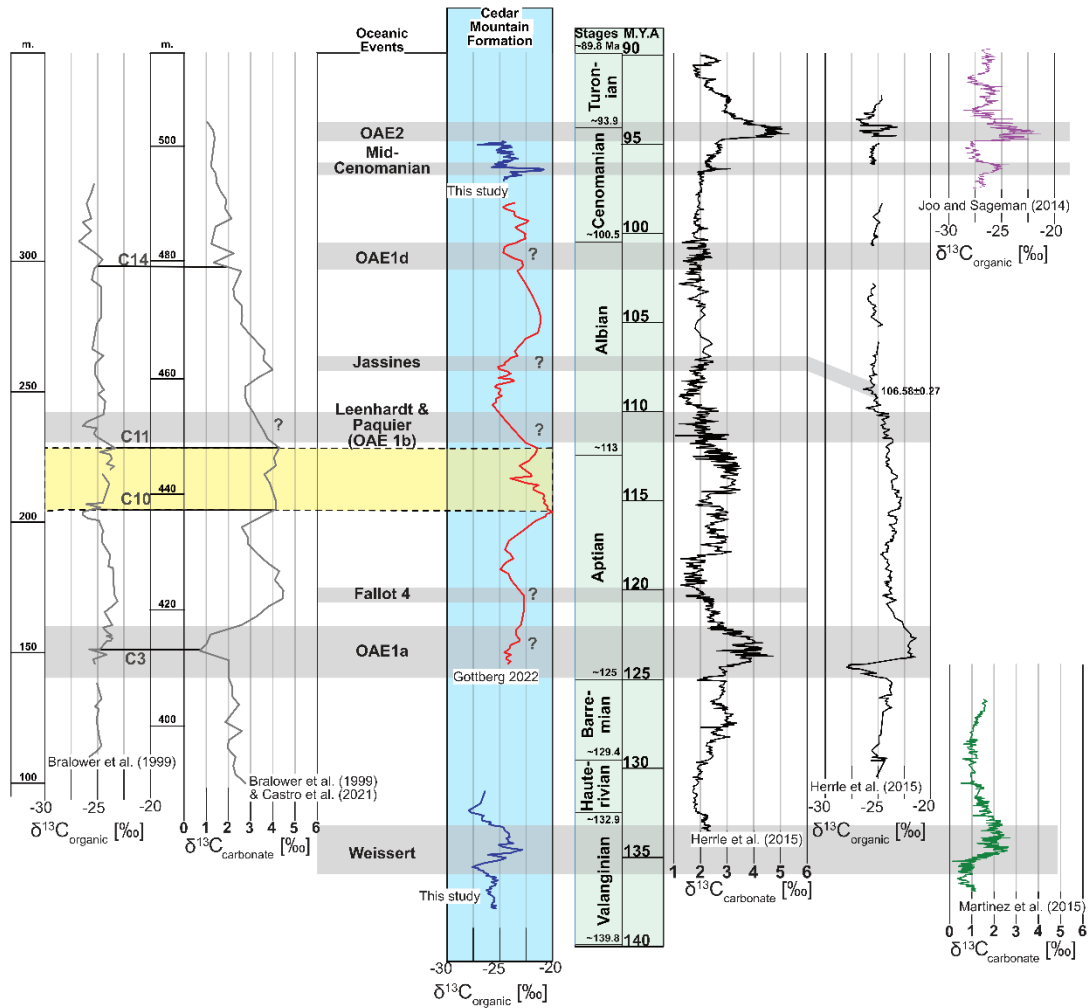 m.
m.
Oceanic
Events
Cedar
Mountain
Formation
Stages
M.Y.A
~89.8 Ma
90
Turon-
ian
~93.9
95
Cenomanian
~100.5
100
Albian
105
110
~113
115
Aptian
120
~125
125
Barre-
mian
~129.4
130
Haute-
rivian
~132.9
135
Valanginian
~139.8
140
OAE2
Mid-
Cenomanian
OAE1d
Jassines
Leenhardt &
Paquier
(OAE 1b)
Fallot 4
OAE1a
Weissert
This study
?
?
?
?
?
Gottberg 2022
This study
-30 -25 -20
δ13Corganic [‰]
300
250
200
150
100
C14
C11
C10
C3
?
Bralower et al. (1999)
-30 -25 -20
δ13Corganic [‰]
500
480
460
440
420
400
Bralower et al. (1999)
& Castro et al. (2021)
0 1 2 3 4 5 6
δ13Ccarbonate [‰]
Herrle et al. (2015)
1 2 3 4 5 6
δ13Ccarbonate [‰]
106.58±0.27
Herrle et al. (2015)
-30 -25 -20
δ13Corganic [‰]
Joo and Sageman (2014)
-30 -25 -20
δ13Corganic [‰]
Martinez et al. (2015)
0 1 2 3 4 5 6
δ13Ccarbonate [‰]